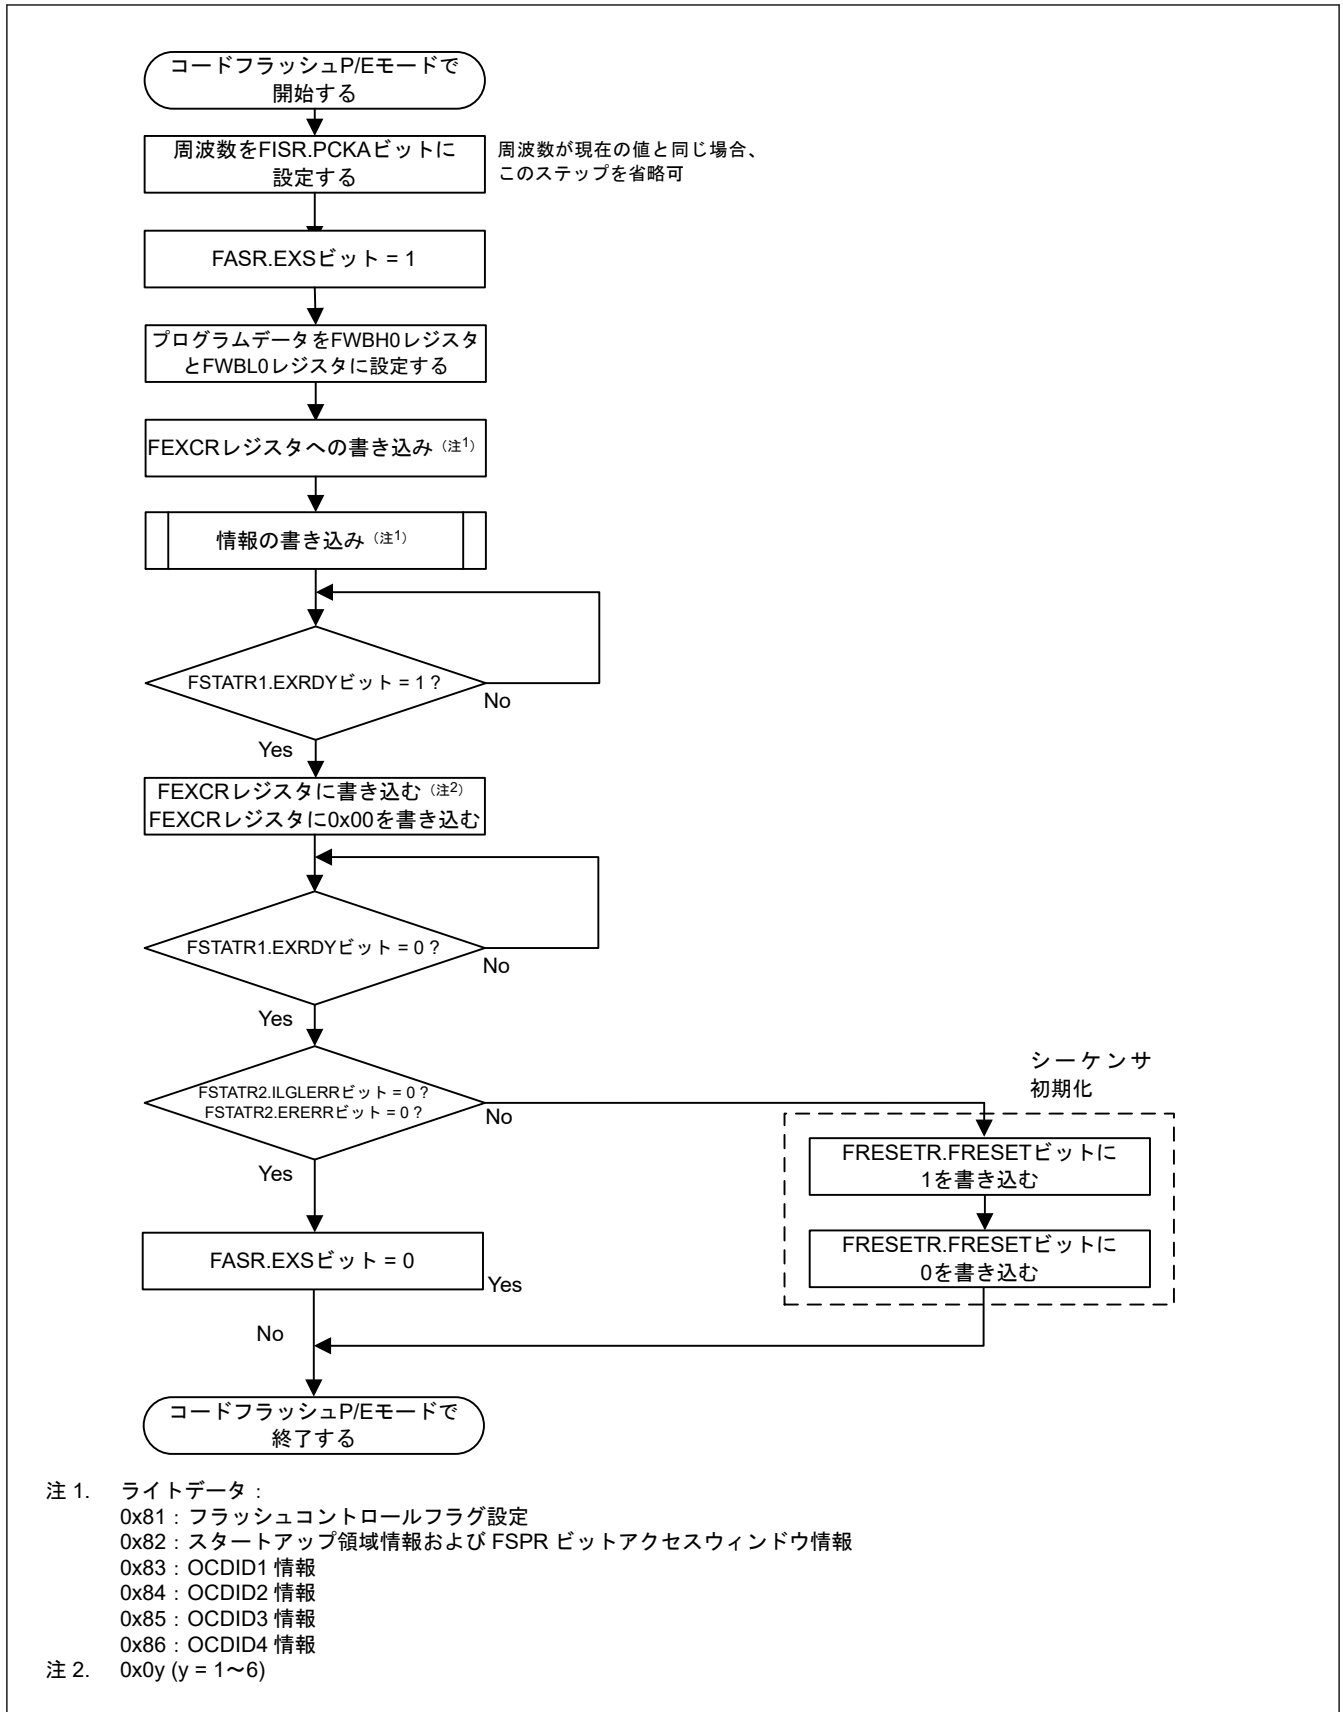 コードフラッシュP/Eモードで
開始する
周波数をFISR.PCKAビットに
設定する
周波数が現在の値と同じ場合、
このステップを省略可
FASR.EXSビット = 1
プログラムデータをFWBH0レジスタ
とFWBL0レジスタに設定する
FEXCRレジスタへの書き込み（注1）
情報の書き込み（注1）
FSTATR1.EXRDYビット = 1 ?
No
Yes
FEXCRレジスタに書き込む（注2）
FEXCRレジスタに0x00を書き込む
FSTATR1.EXRDYビット = 0 ?
No
Yes
シーケンサ
初期化
FSTATR2.ILGLERRビット = 0 ?
FSTATR2.ERERRビット = 0 ?
No
Yes
FRESETR.FRESETビットに
1を書き込む
FRESETR.FRESETビットに
0を書き込む
FASR.EXSビット = 0
Yes
No
コードフラッシュP/Eモードで
終了する
注 1. ライトデータ：
0x81：フラッシュコントロールフラグ設定
0x82：スタートアップ領域情報および FSPR ビットアクセスウィンドウ情報
0x83：OCDID1 情報
0x84：OCDID2 情報
0x85：OCDID3 情報
0x86：OCDID4 情報
注 2. 0x0y (y = 1～6)